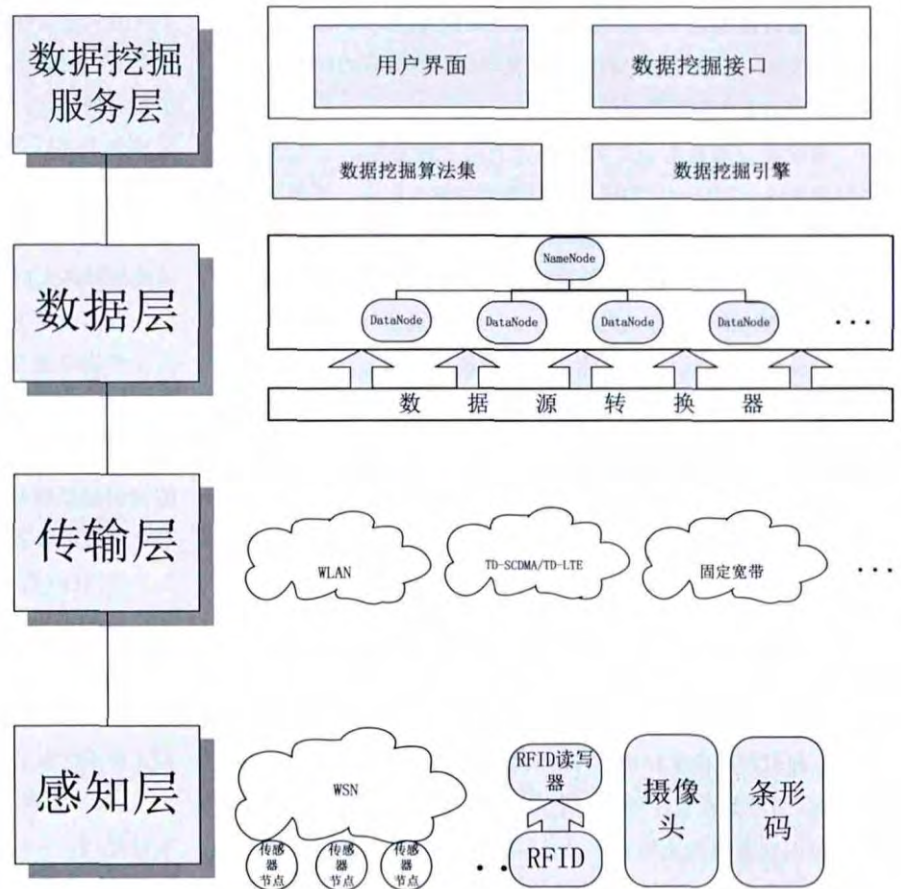 数据挖掘
服务层
用户界面
数据挖掘接口
数据挖掘算法集
数据挖掘引擎
数据层
NameNode
DataNode
DataNode
DataNode
DataNode
...
数据源转换器
传输层
WLAN
TD-SCDMA/TD-LTE
固定宽带
...
感知层
WSN
传感
器
节点
传感
器
节点
传感
器
节点
..
RFID读写
器
RFID
摄像
头
条形
码